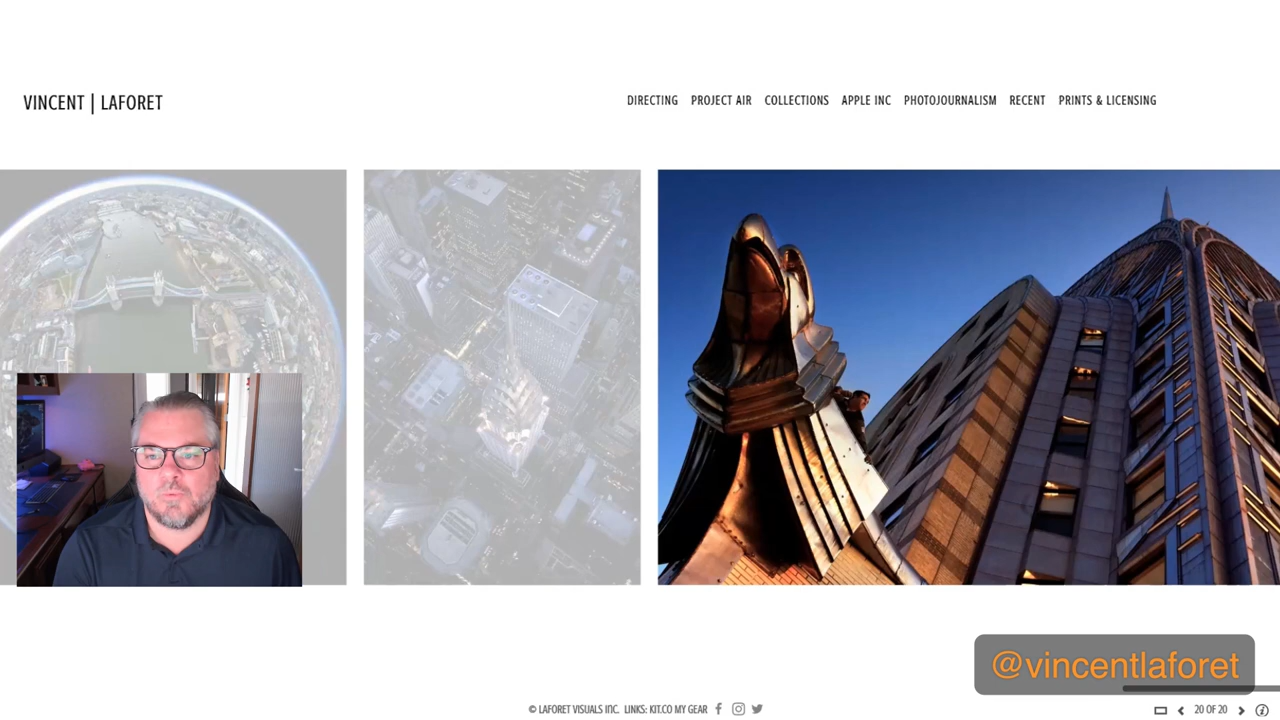 VINCENT | LAFORET
DIRECTING PROJECT AIR COLLECTIONS APPLE INC PHOTOJOURNALISM RECENT PRINTS & LICENSING
@vincentlaforet
© LAFORET VISUALS INC. LINKS: KIT.CO MY GEAR
20 OF 20